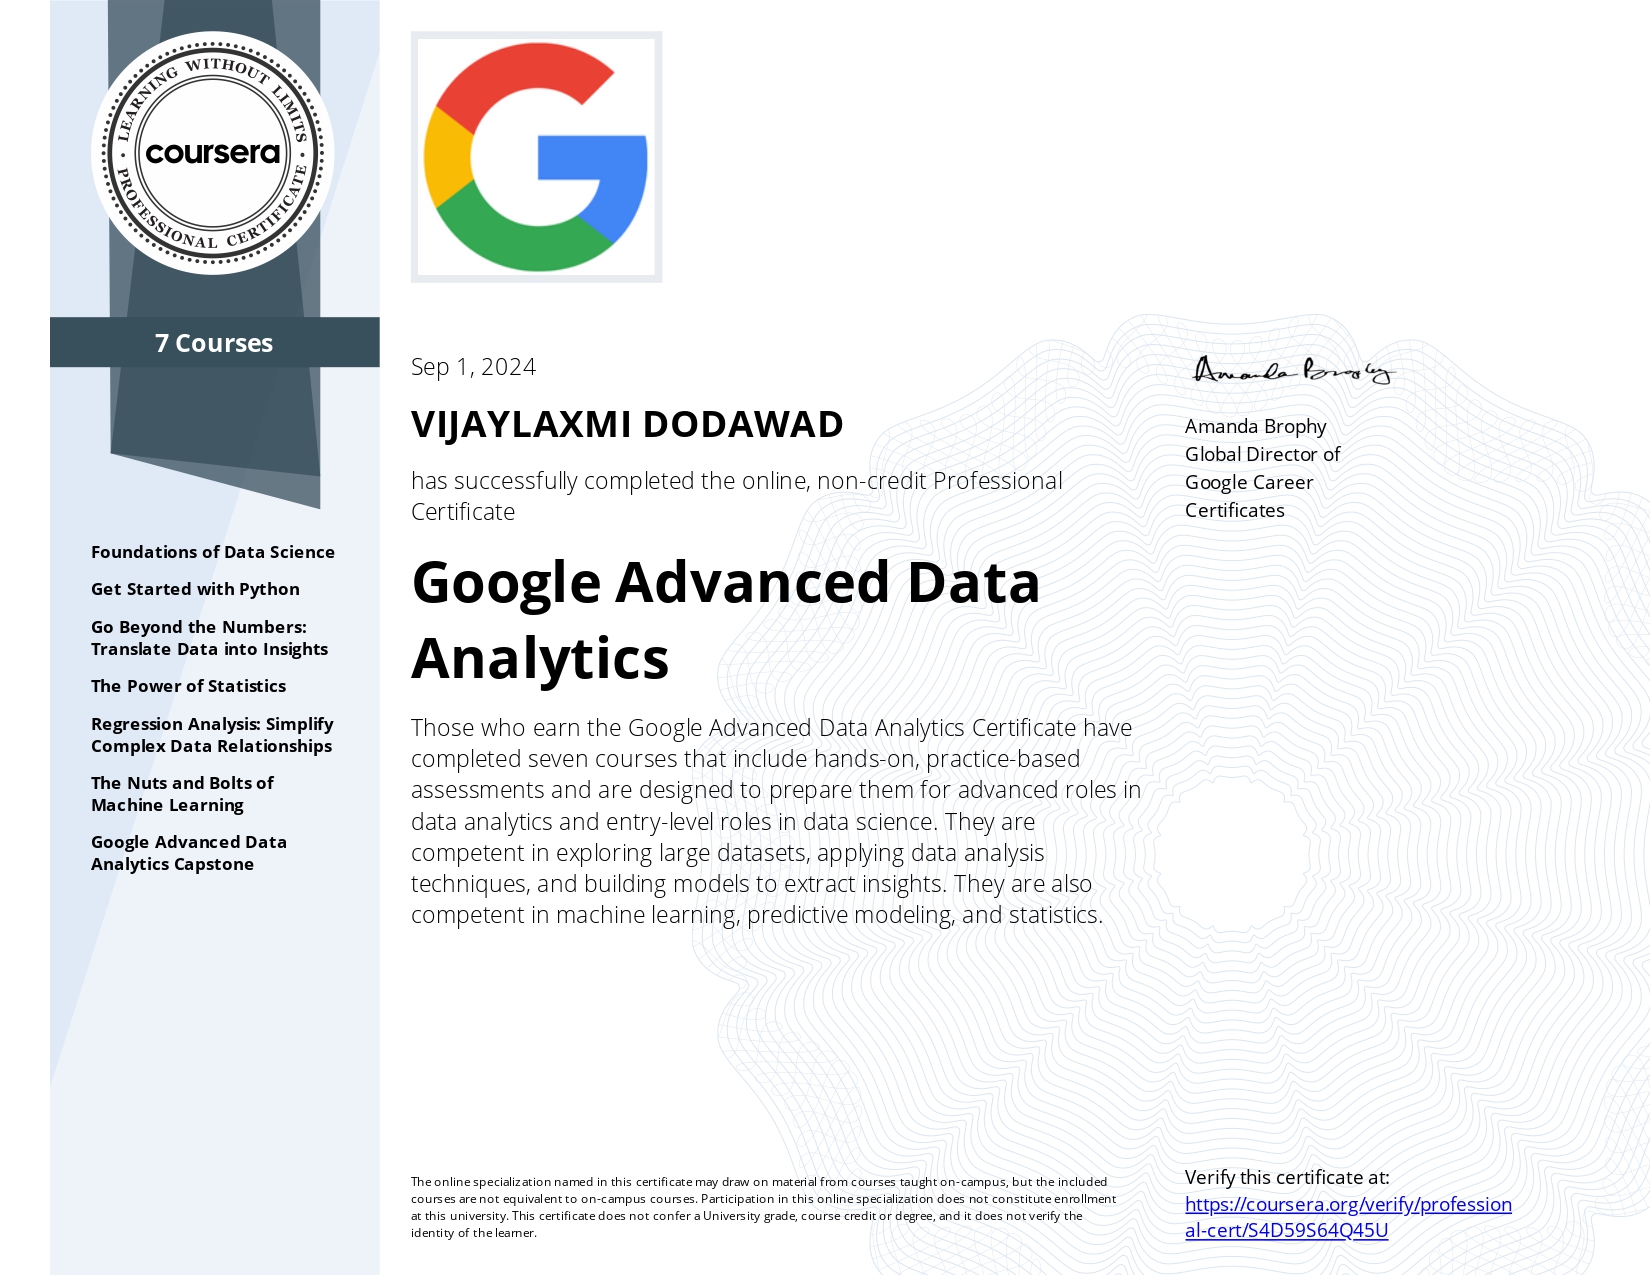 LEARNING WITHOUT LIMITS
coursera
PROFESSIONAL CERTIFICATE
7 Courses
Foundations of Data Science
Get Started with Python
Go Beyond the Numbers:
Translate Data into Insights
The Power of Statistics
Regression Analysis: Simplify
Complex Data Relationships
The Nuts and Bolts of
Machine Learning
Google Advanced Data
Analytics Capstone
Sep 1, 2024
VIJAYLAXMI DODAWAD
has successfully completed the online, non-credit Professional
Certificate
Google Advanced Data
Analytics
Those who earn the Google Advanced Data Analytics Certificate have
completed seven courses that include hands-on, practice-based
assessments and are designed to prepare them for advanced roles in
data analytics and entry-level roles in data science. They are
competent in exploring large datasets, applying data analysis
techniques, and building models to extract insights. They are also
competent in machine learning, predictive modeling, and statistics.
Amanda Brophy
Amanda Brophy
Global Director of
Google Career
Certificates
The online specialization named in this certificate may draw on material from courses taught on-campus, but the included
courses are not equivalent to on-campus courses. Participation in this online specialization does not constitute enrollment
at this university. This certificate does not confer a University grade, course credit or degree, and it does not verify the
identity of the learner.
Verify this certificate at:
https://coursera.org/verify/profession
al-cert/S4D59S64Q45U